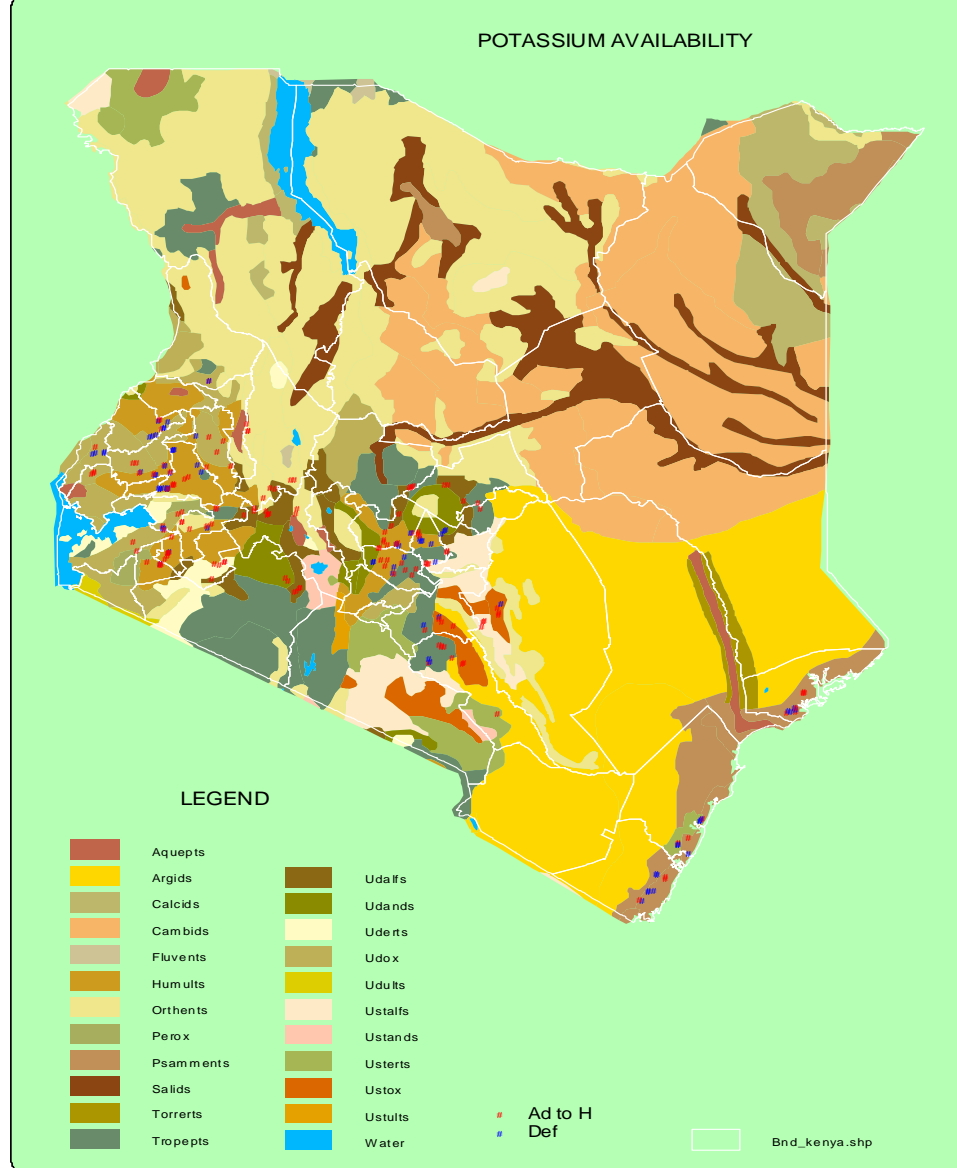 POTASSIUM AVAILABILITY
LEGEND
Aquepts
Argids
Calcids
Cambids
Fluvents
Humults
Orthents
Perox
Psamments
Salids
Torrerts
Tropepts
Udalfs
Udands
Uderts
Udox
Udults
Ustalfs
Ustands
Usterts
Ustox
Ustults
Water
# Ad to H
# Def
Bnd_kenya.shp